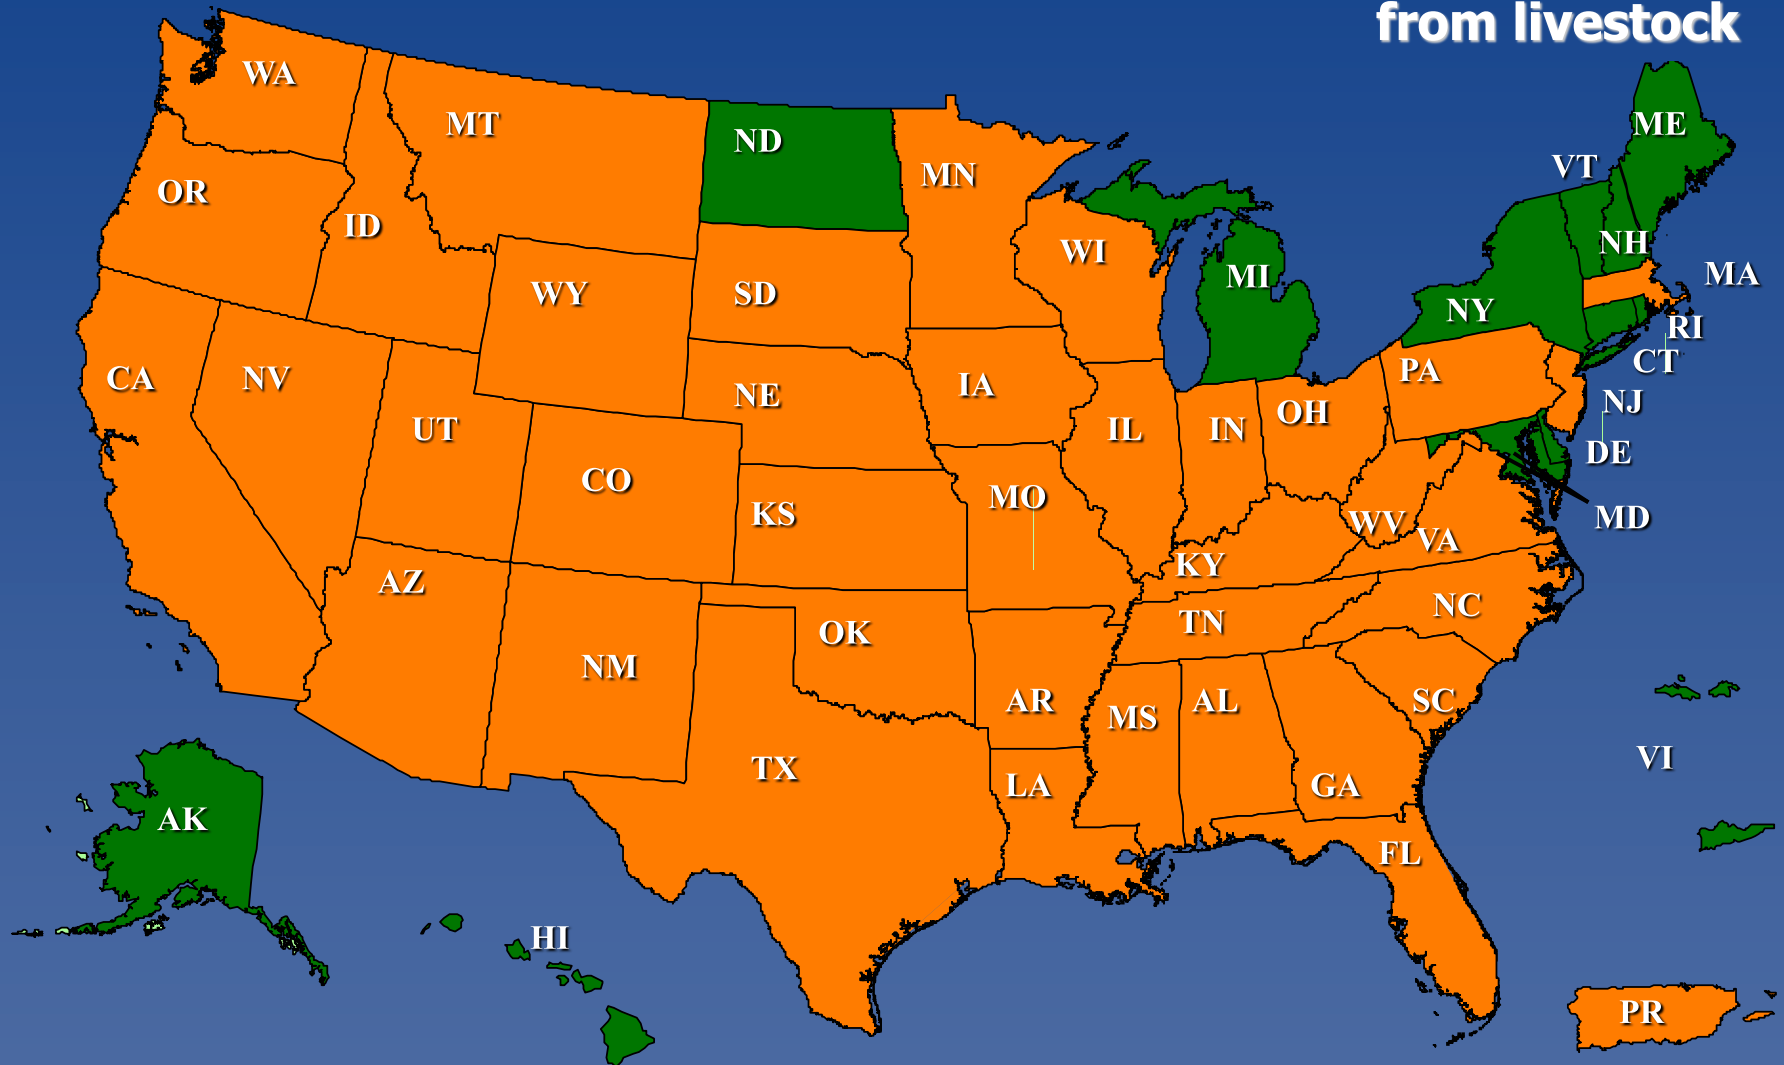 from livestock
WA
MT
ND
MN
ME
VT
OR
ID
WI
NH
MI
MA
WY
SD
NY
RI
CT
PA
CA
NV
NE
IA
OH
NJ
UT
IL
IN
DE
CO
MO
KS
WV
MD
VA
KY
AZ
NC
TN
OK
NM
AR
SC
MS
AL
VI
TX
LA
GA
AK
FL
HI
PR